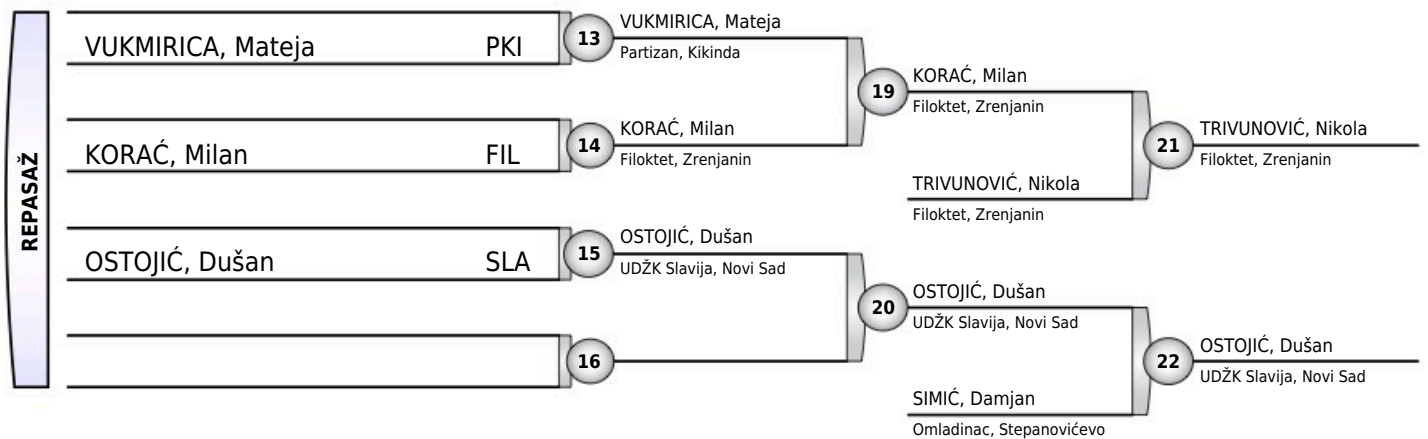 REPASAŽ
VUKMIRICA, Mateja PKI
KORAĆ, Milan FIL
OSTOJIĆ, Dušan SLA
13
VUKMIRICA, Mateja
Partizan, Kikinda
14
KORAĆ, Milan
Filoktet, Zrenjanin
15
OSTOJIĆ, Dušan
UDŽK Slavija, Novi Sad
16
19
KORAĆ, Milan
Filoktet, Zrenjanin
TRIVUNOVIĆ, Nikola
Filoktet, Zrenjanin
20
OSTOJIĆ, Dušan
UDŽK Slavija, Novi Sad
SIMIĆ, Damjan
Omladinac, Stepanovićevo
21
TRIVUNOVIĆ, Nikola
Filoktet, Zrenjanin
22
OSTOJIĆ, Dušan
UDŽK Slavija, Novi Sad